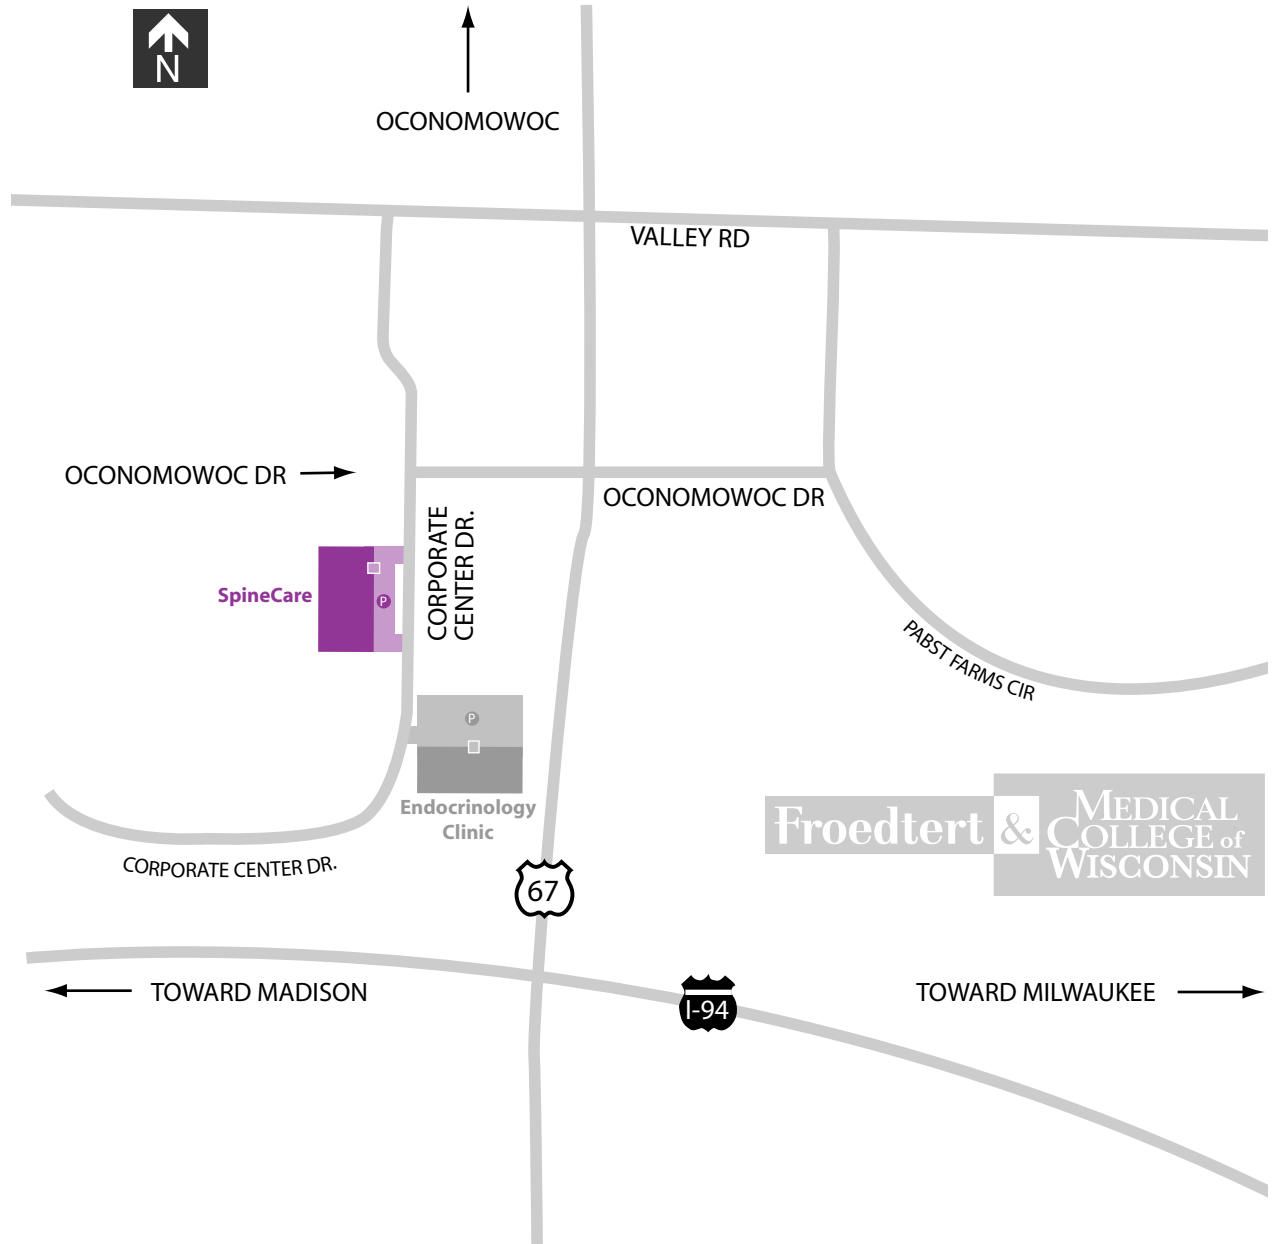 N
OCONOMOWOC
VALLEY RD
OCONOMOWOC DR
OCONOMOWOC DR
CORPORATE
CENTER DR.
SpineCare
P
PABST FARMS CIR
P
Endocrinology
Clinic
Froedtert & MEDICAL
COLLEGE of
WISCONSIN
CORPORATE CENTER DR.
67
TOWARD MADISON
I-94
TOWARD MILWAUKEE